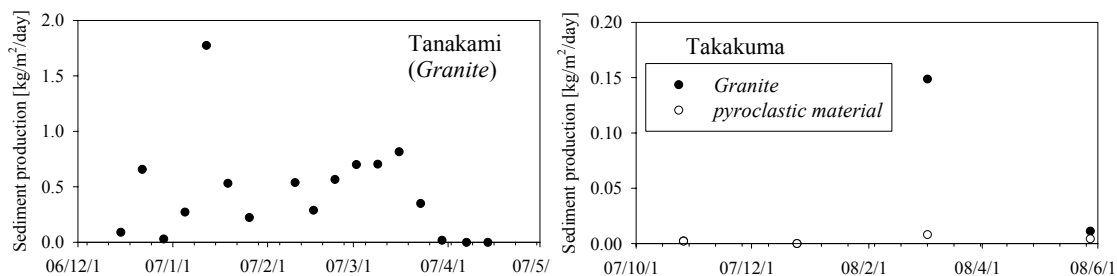 Sediment production [kg/m²/day]
2.0
1.5
1.0
0.5
0.0
Tanakami
(Granite)
06/12/1 07/1/1 07/2/1 07/3/1 07/4/1 07/5/
Sediment production [kg/m²/day]
0.20
0.15
0.10
0.05
0.00
Takakuma
Granite
pyroclastic material
07/10/1 07/12/1 08/2/1 08/4/1 08/6/1